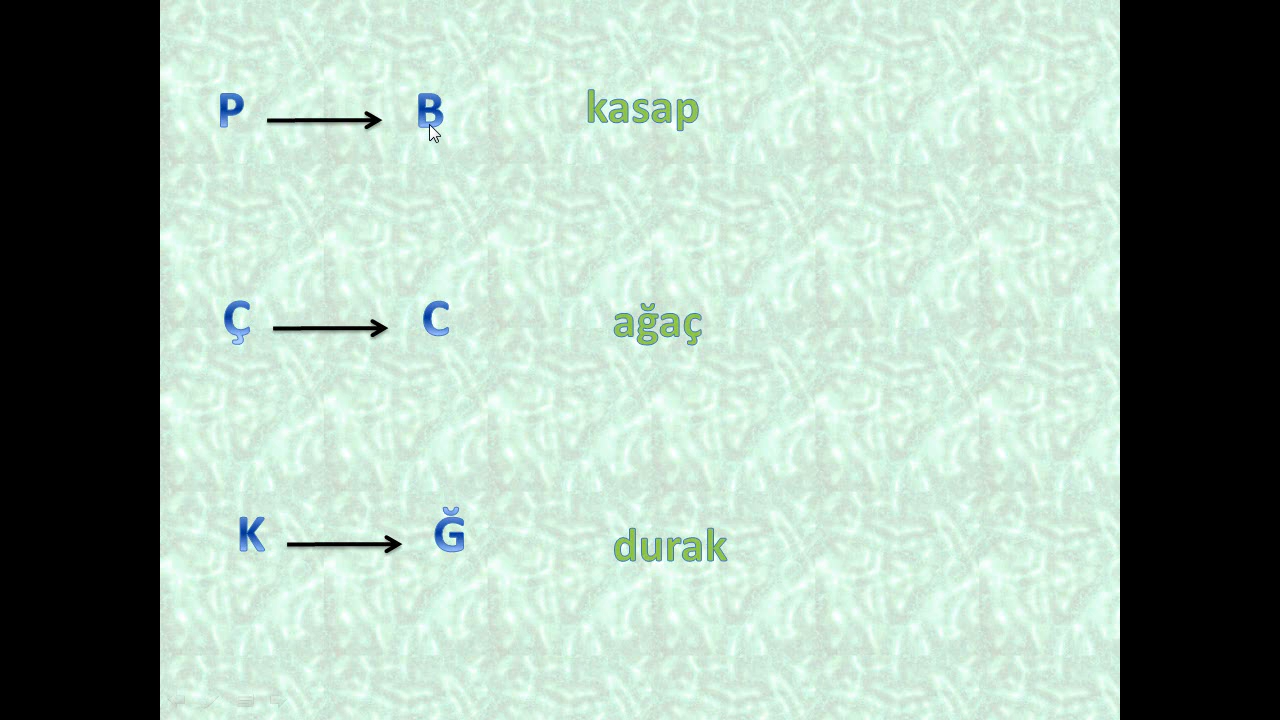 P → B kasap
Ç → C ağaç
K → Ğ durak